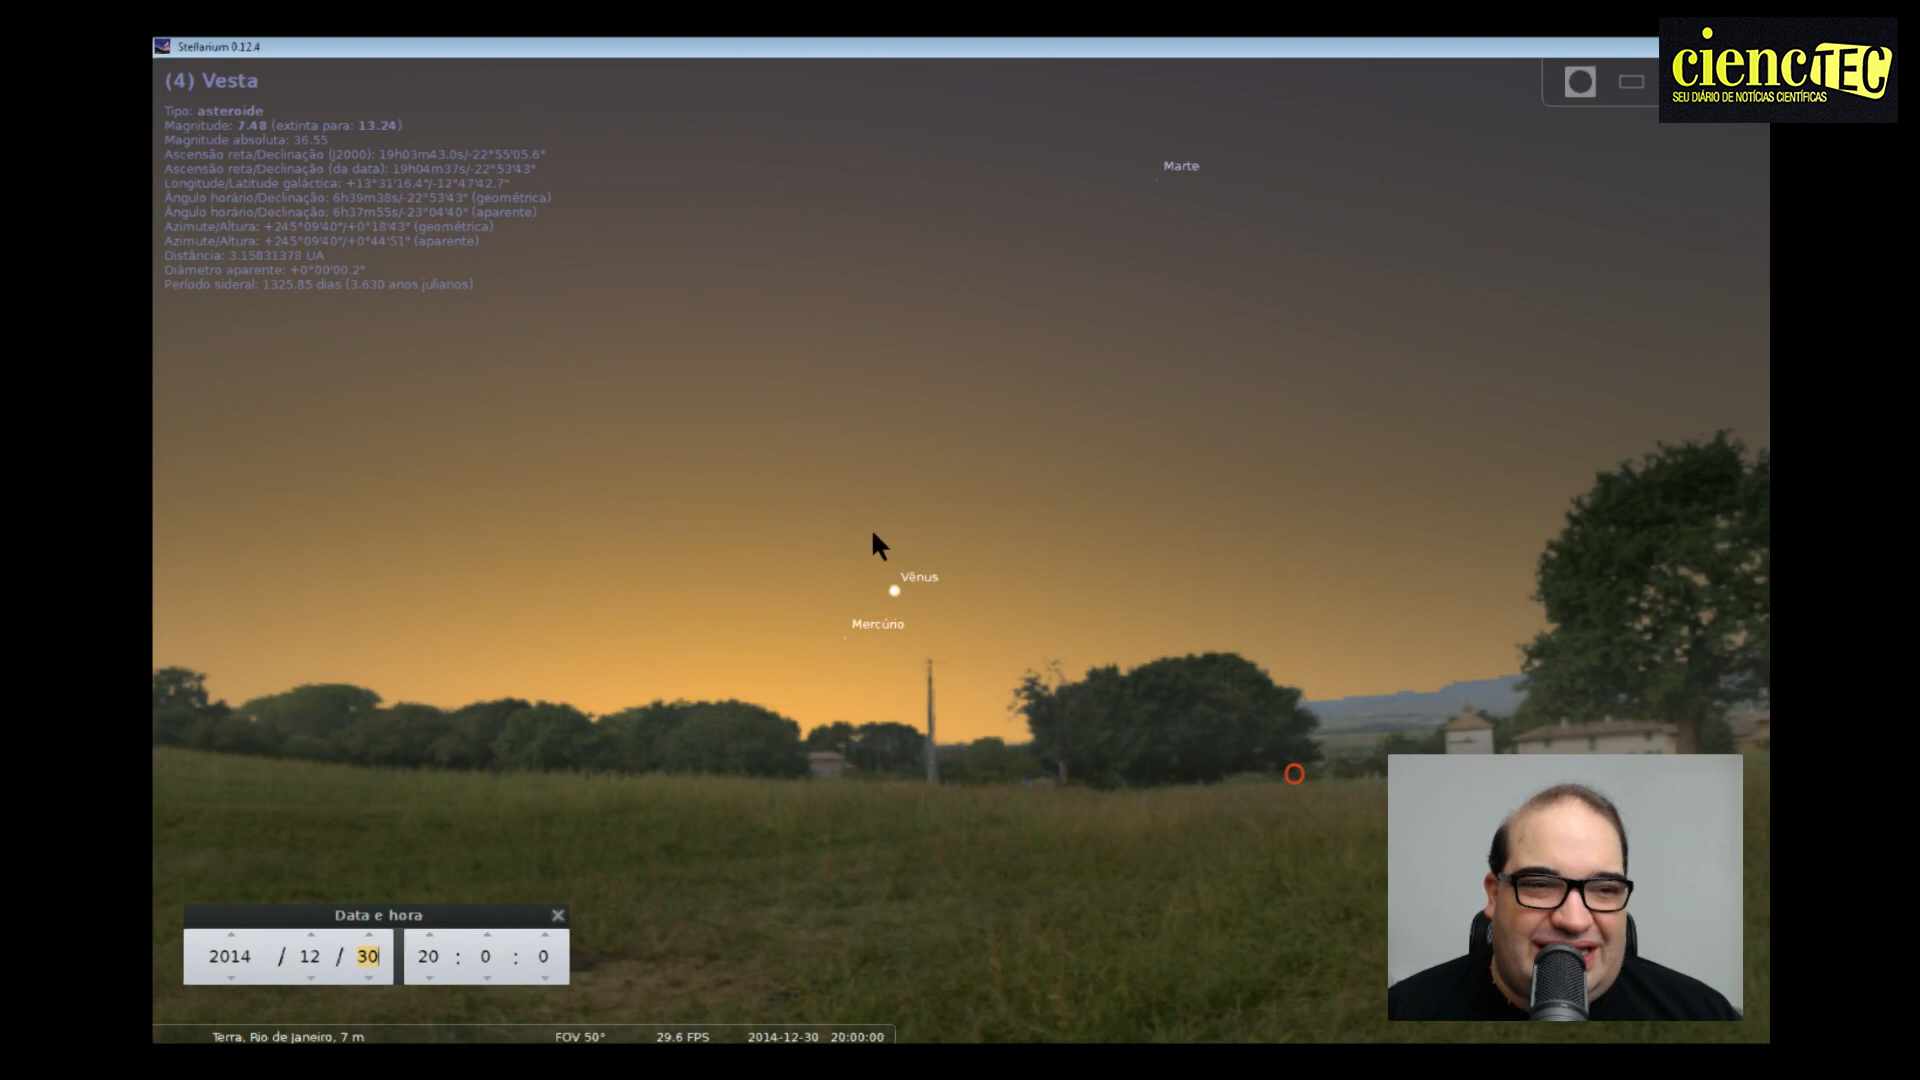 Stellarium 0.12.4
ciencTEC
SEU DIÁRIO DE NOTÍCIAS CIENTÍFICAS
(4) Vesta
Tipo: asteroide
Magnitude: 7.48 (extinta para: 13.24)
Magnitude absoluta: 36.55
Ascensão reta/Declinação (J2000): 19h03m43.0s/-22°55'05.6"
Ascensão reta/Declinação (da data): 19h04m37s/-22°53'43"
Longitude/Latitude galáctica: +13°31'16.4"/-12°47'42.7"
Ângulo horário/Declinação: 6h39m38s/-22°53'43" (geométrica)
Ângulo horário/Declinação: 6h37m55s/-23°04'40" (aparente)
Azimute/Altura: +245°09'40"/+0°18'43" (geométrica)
Azimute/Altura: +245°09'40"/+0°44'51" (aparente)
Distância: 3.15831378 UA
Diâmetro aparente: +0°00'00.2"
Período sideral: 1325.85 dias (3.630 anos julianos)
Marte
Vênus
Mercúrio
O
Data e hora
2014 / 12 / 30 20 : 0 : 0
Terra, Rio de Janeiro, 7 m FOV 50° 29.6 FPS 2014-12-30 20:00:00